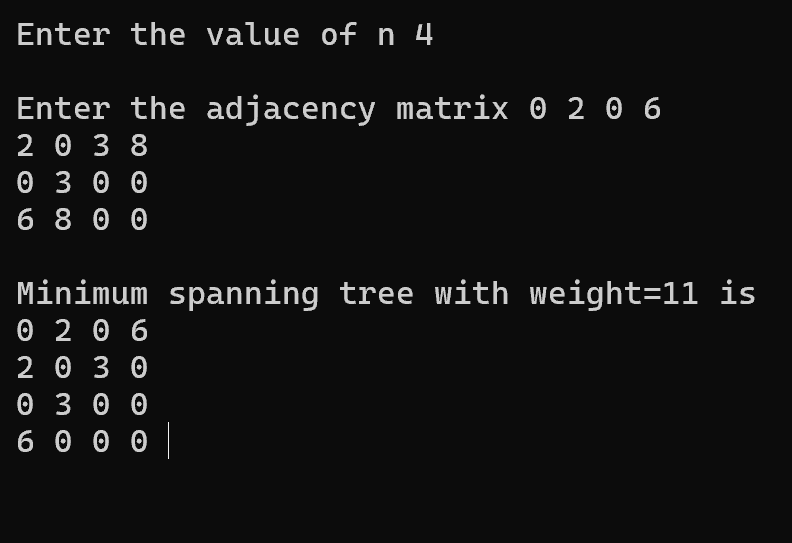 Enter the value of n 4
Enter the adjacency matrix 0 2 0 6
2 0 3 8
0 3 0 0
6 8 0 0
Minimum spanning tree with weight=11 is
0 2 0 6
2 0 3 0
0 3 0 0
6 0 0 0